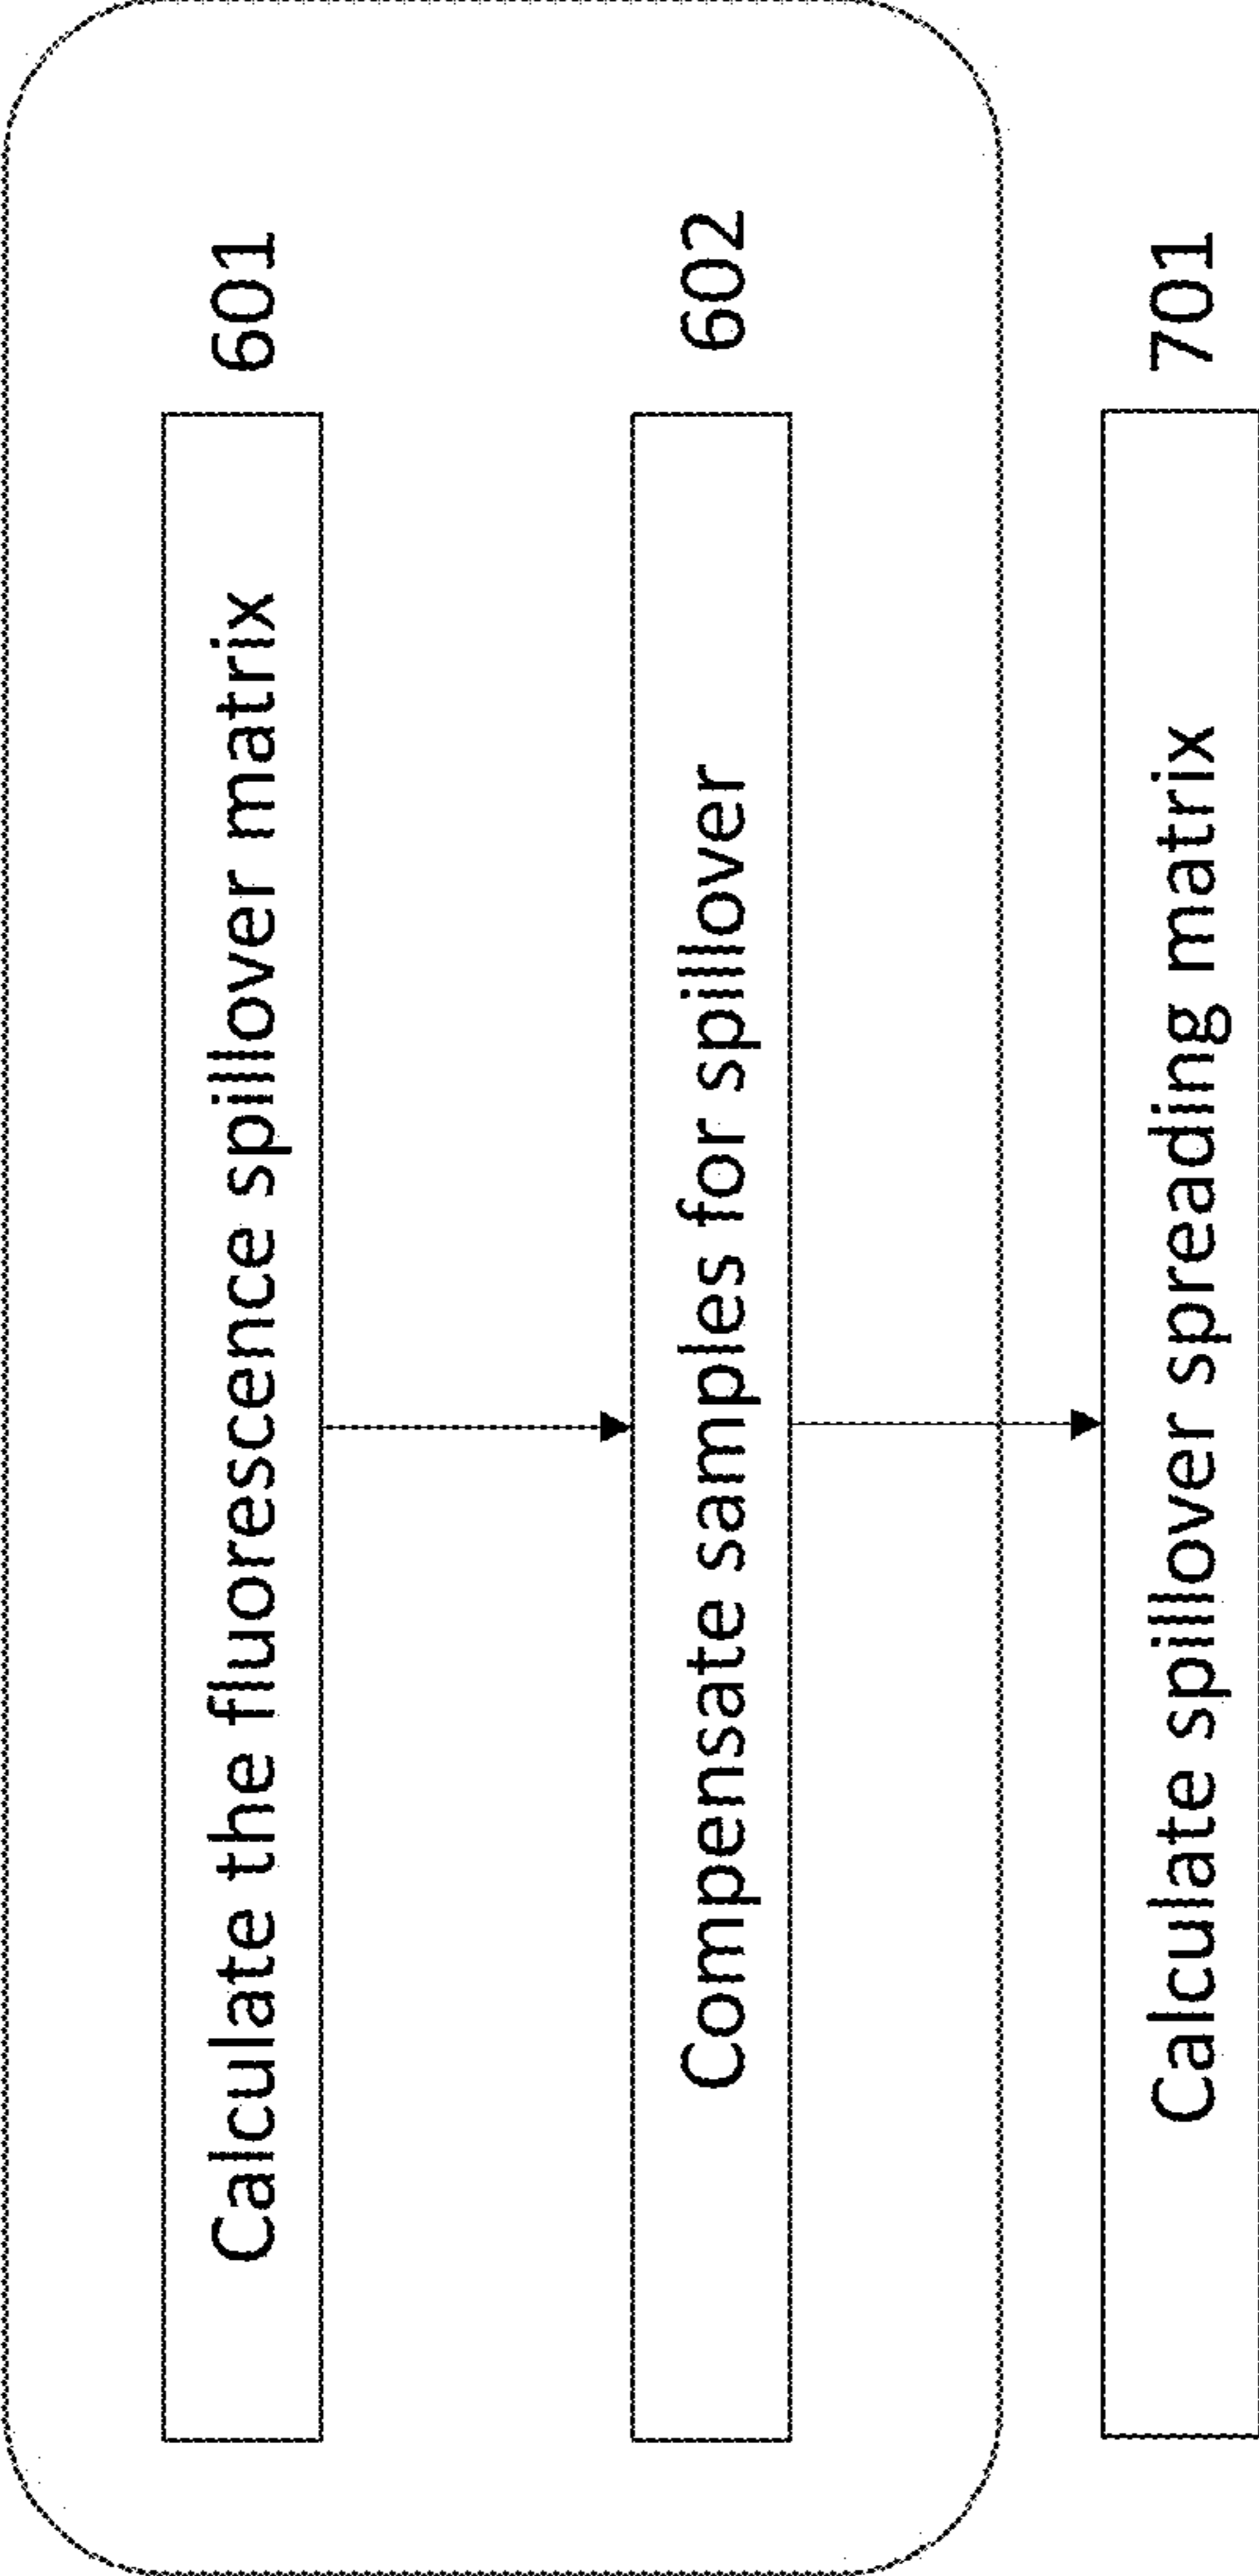 Calculate the fluorescence spillover matrix 601
Compensate samples for spillover 602
Calculate spillover spreading matrix 701